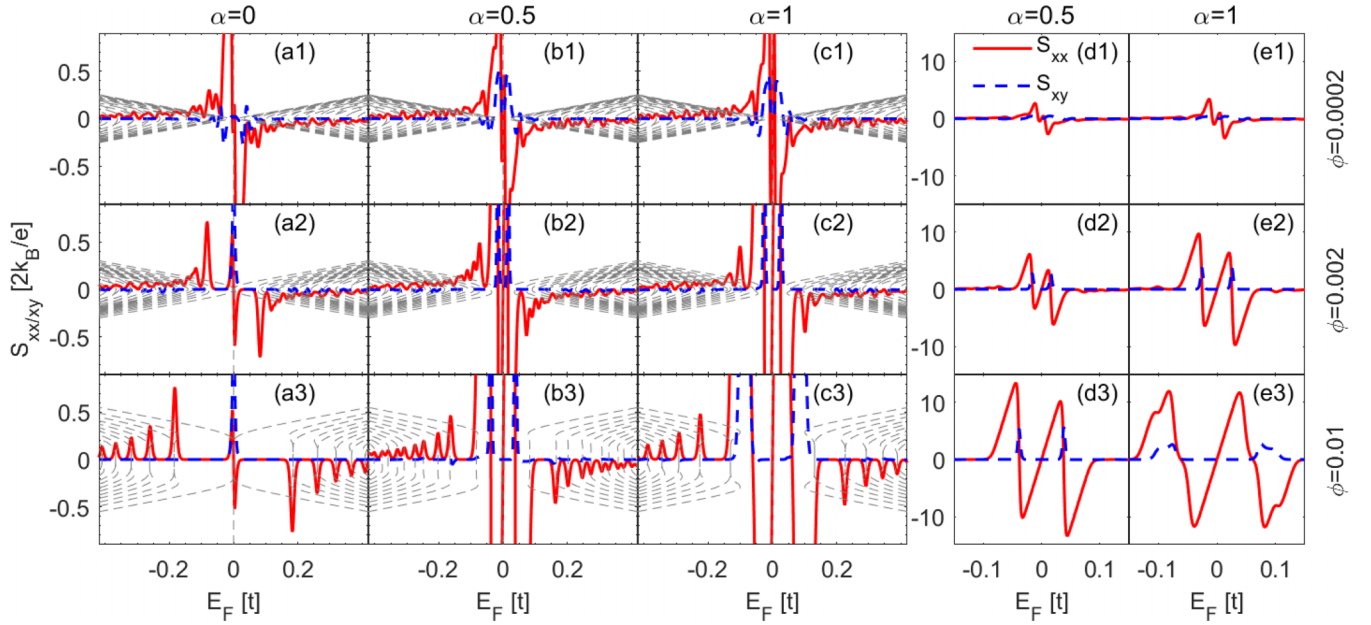 α=0 α=0.5 α=1 α=0.5 α=1
0.5 (a1) (b1) (c1) 15 S_xx (d1) (e1)
10 S_xy
0 0 ϕ=0.0002
-0.5 -10
0.5 (a2) (b2) (c2) 10 (d2) (e2)
0 0 ϕ=0.002
S_xx/xy [2k_B/e]
-0.5 -10
0.5 (a3) (b3) (c3) 10 (d3) (e3)
0 0 ϕ=0.01
-0.5 -10
-0.2 0 0.2 -0.2 0 0.2 -0.2 0 0.2 -0.1 0 0.1 -0.1 0 0.1
E_F [t] E_F [t] E_F [t] E_F [t] E_F [t]